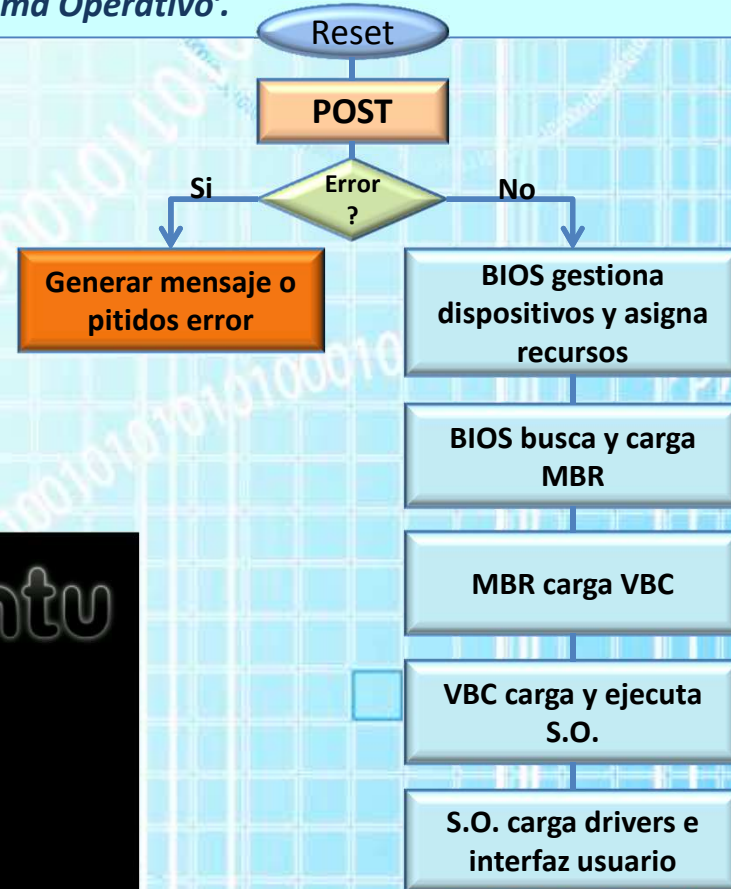 ma Operativo'.
Reset
POST
Error
?
Si
No
Generar mensaje o
pitidos error
BIOS gestiona
dispositivos y asigna
recursos
BIOS busca y carga
MBR
MBR carga VBC
VBC carga y ejecuta
S.O.
S.O. carga drivers e
interfaz usuario
ntu